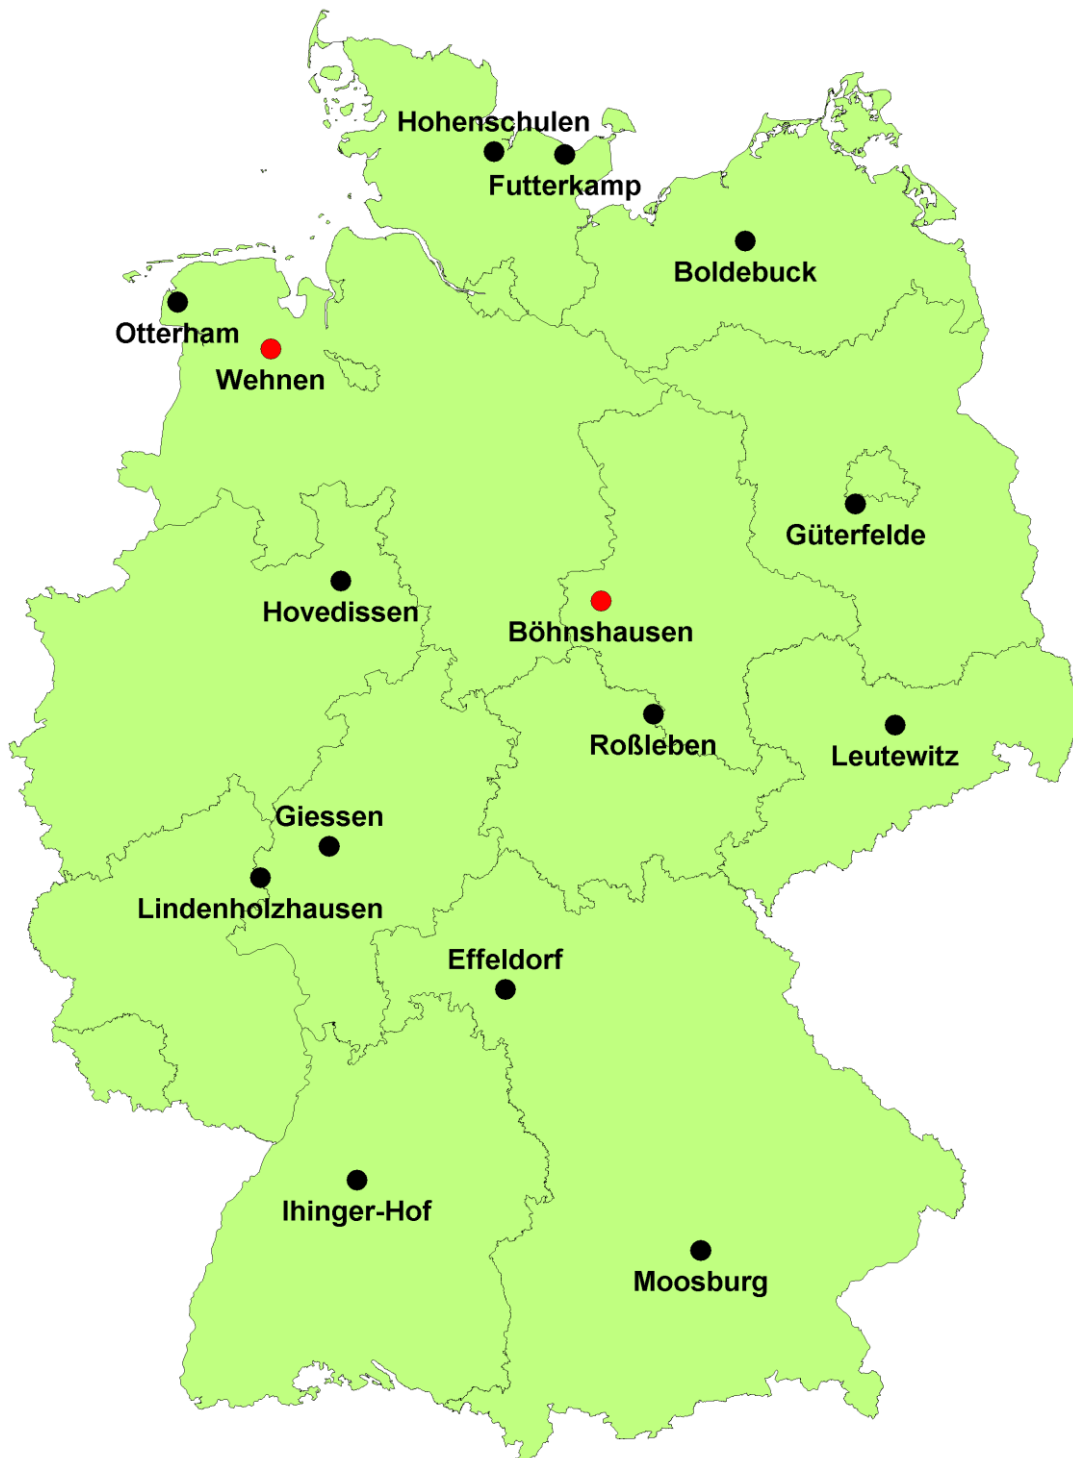 Hohenschulen
Futterkamp
Boldebuck
Otterham
Wehnen
Güterfelde
Hovedissen
Böhnshausen
Roßleben
Leutewitz
Giessen
Lindenholzhausen
Effeldorf
Ihinger-Hof
Moosburg